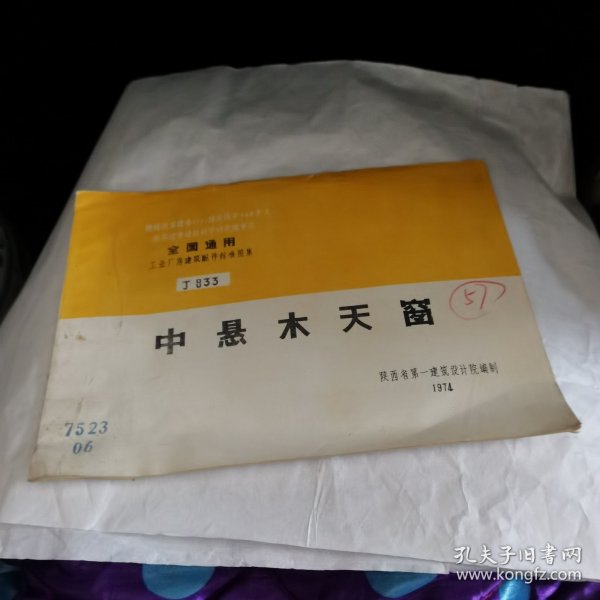 全国通用
工业厂房建筑配件标准图集
J 833
中悬木天窗
57
陕西省第一建筑设计院编制
1974
7523
06
孔夫子旧书网
www.kongfz.com